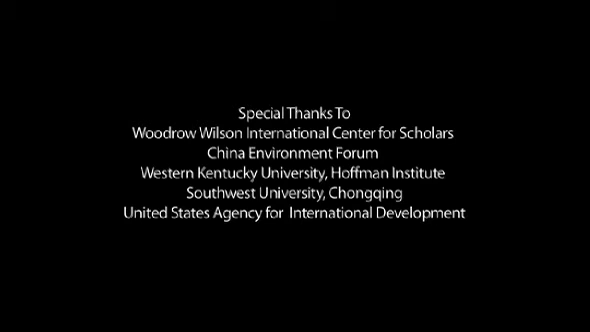 Special Thanks To
Woodrow Wilson International Center for Scholars
China Environment Forum
Western Kentucky University, Hoffman Institute
Southwest University, Chongqing
United States Agency for International Development